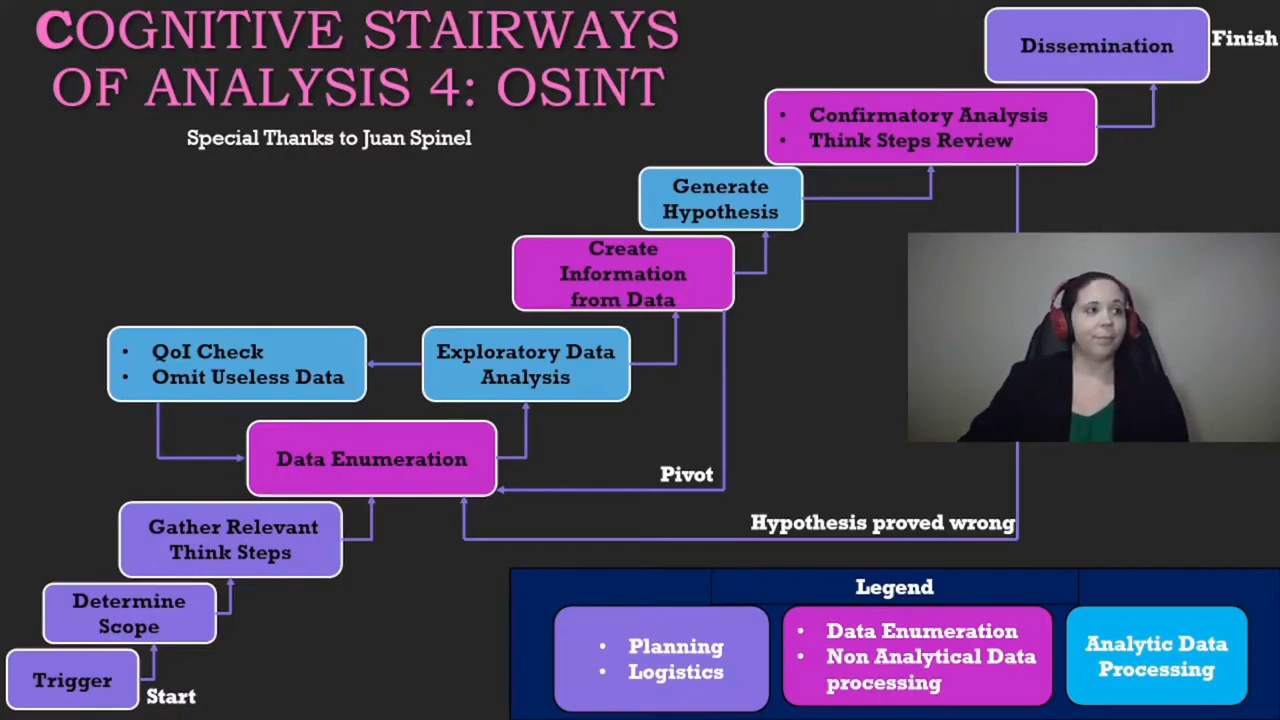 COGNITIVE STAIRWAYS
OF ANALYSIS 4: OSINT
Special Thanks to Juan Spinel
Dissemination
Finish
• Confirmatory Analysis
• Think Steps Review
Generate
Hypothesis
Create
Information
from Data
• QoI Check
• Omit Useless Data
Exploratory Data
Analysis
Data Enumeration
Pivot
Hypothesis proved wrong
Gather Relevant
Think Steps
Determine
Scope
Trigger
Start
Legend
• Planning
• Logistics
• Data Enumeration
• Non Analytical Data
processing
Analytic Data
Processing